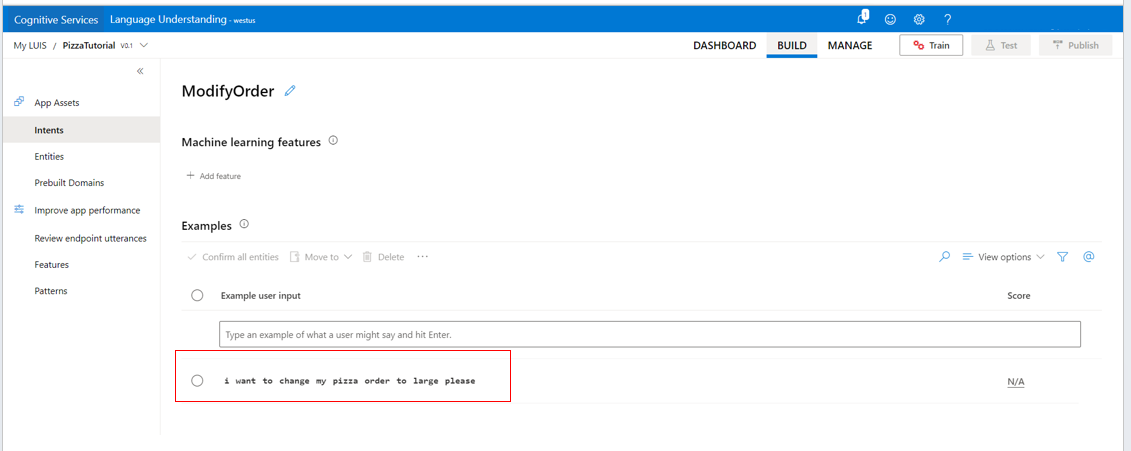 Cognitive Services Language Understanding - westus 1 ?
My LUIS / PizzaTutorial V0.1 DASHBOARD BUILD MANAGE Train Test Publish
«
App Assets
Intents
Entities
Prebuilt Domains
Improve app performance
Review endpoint utterances
Features
Patterns
ModifyOrder
Machine learning features
+ Add feature
Examples
Confirm all entities Move to Delete ...
View options @
Example user input Score
Type an example of what a user might say and hit Enter.
i want to change my pizza order to large please N/A